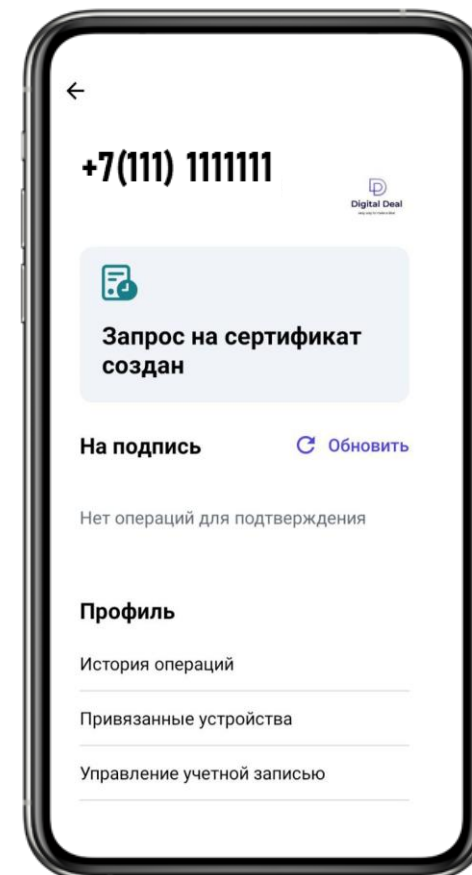 +7(111) 1111111
Digital Deal
Запрос на сертификат
создан
На подпись
Обновить
Нет операций для подтверждения
Профиль
История операций
Привязанные устройства
Управление учетной записью